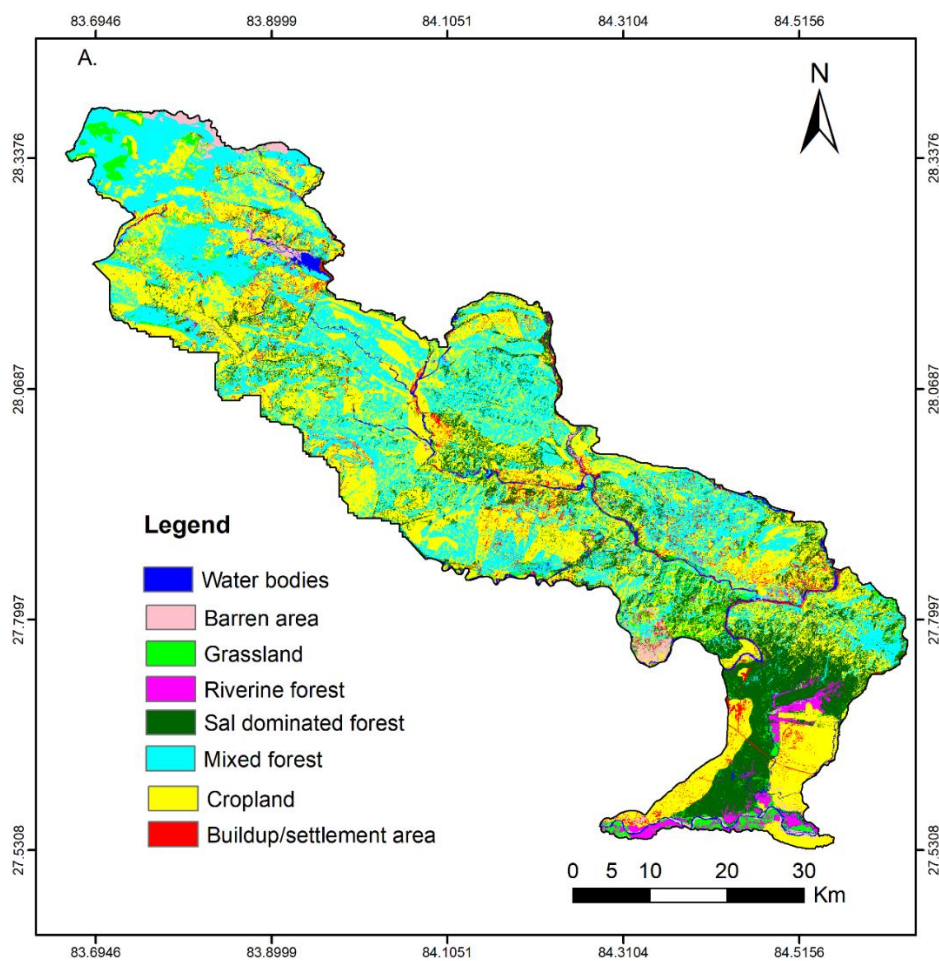 83.6946 83.8999 84.1051 84.3104 84.5156
A.
N
28.3376 28.3376
28.0687 28.0687
Legend
Water bodies
27.7997 27.7997
Barren area
Grassland
Riverine forest
Sal dominated forest
Mixed forest
Cropland
Buildup/settlement area
27.5308 27.5308
0 5 10 20 30
Km
83.6946 83.8999 84.1051 84.3104 84.5156